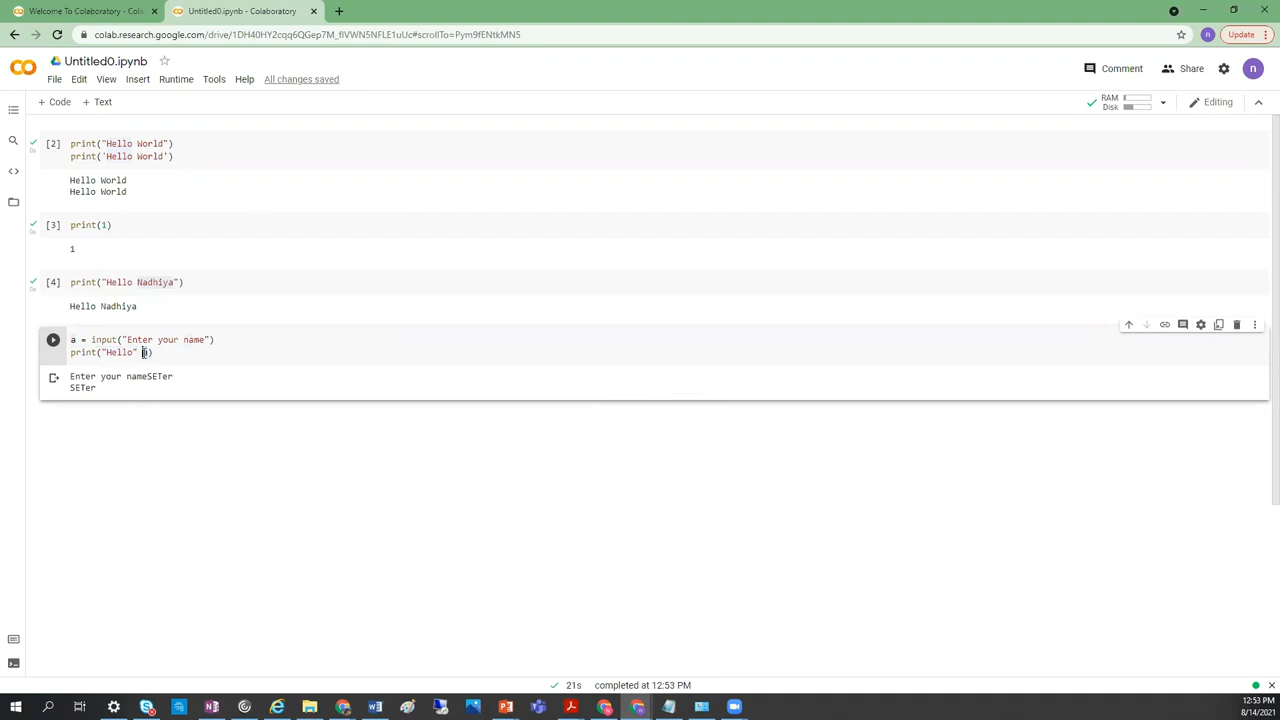 Welcome To Colaboratory - Cola
Untitled0.ipynb - Colaboratory
colab.research.google.com/drive/1DH40HY2cqq6QGep7M_flVWN5NFLE1uUc#scrollTo=Pym9fENtkMN5
n
Update
Untitled0.ipynb
File Edit View Insert Runtime Tools Help All changes saved
Comment
Share
n
+ Code + Text
RAM
Disk
Editing
[2] print("Hello World")
print('Hello World')
0s
Hello World
Hello World
[3] print(1)
0s
1
[4] print("Hello Nadhiya")
0s
Hello Nadhiya
a = input("Enter your name")
print("Hello" a)
Enter your nameSETer
SETer
21s completed at 12:53 PM
12:53 PM
8/14/2021